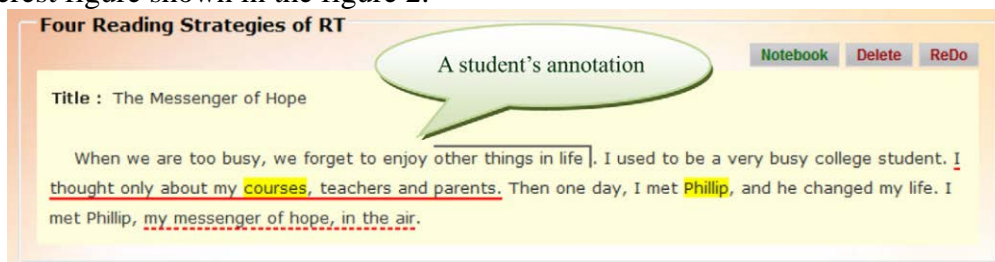 erest figure shown in the figure 2.
Four Reading Strategies of RT
A student's annotation
Notebook Delete ReDo
Title : The Messenger of Hope
When we are too busy, we forget to enjoy other things in life . I used to be a very busy college student. I
thought only about my courses, teachers and parents. Then one day, I met Phillip, and he changed my life. I
met Phillip, my messenger of hope, in the air.